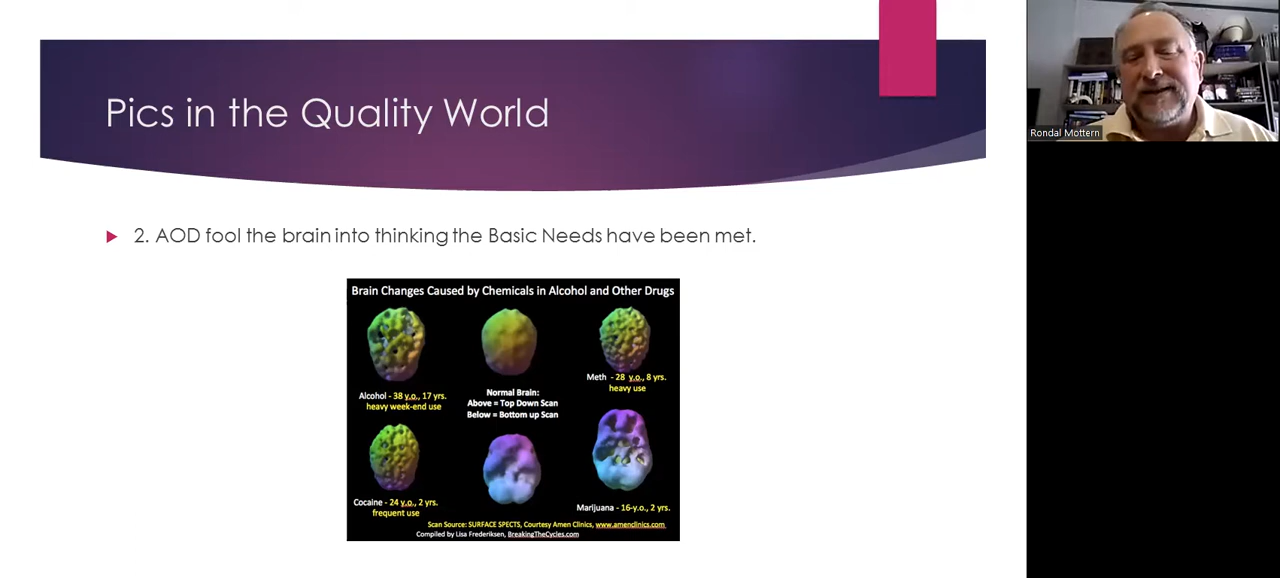 Pics in the Quality World
Rondal Mottern
2. AOD fool the brain into thinking the Basic Needs have been met.
Brain Changes Caused by Chemicals in Alcohol and Other Drugs
Alcohol - 38 y.o., 17 yrs.
heavy week-end use
Normal Brain:
Above = Top Down Scan
Below = Bottom up Scan
Meth - 28 y.o., 8 yrs.
heavy use
Cocaine - 24 y.o., 2 yrs.
frequent use
Marijuana - 16-y.o., 2 yrs.
Scan Source: SURFACE SPECTS, Courtesy Amen Clinics, www.amenclinics.com
Compiled by Lisa Frederiksen, BreakingTheCycles.com